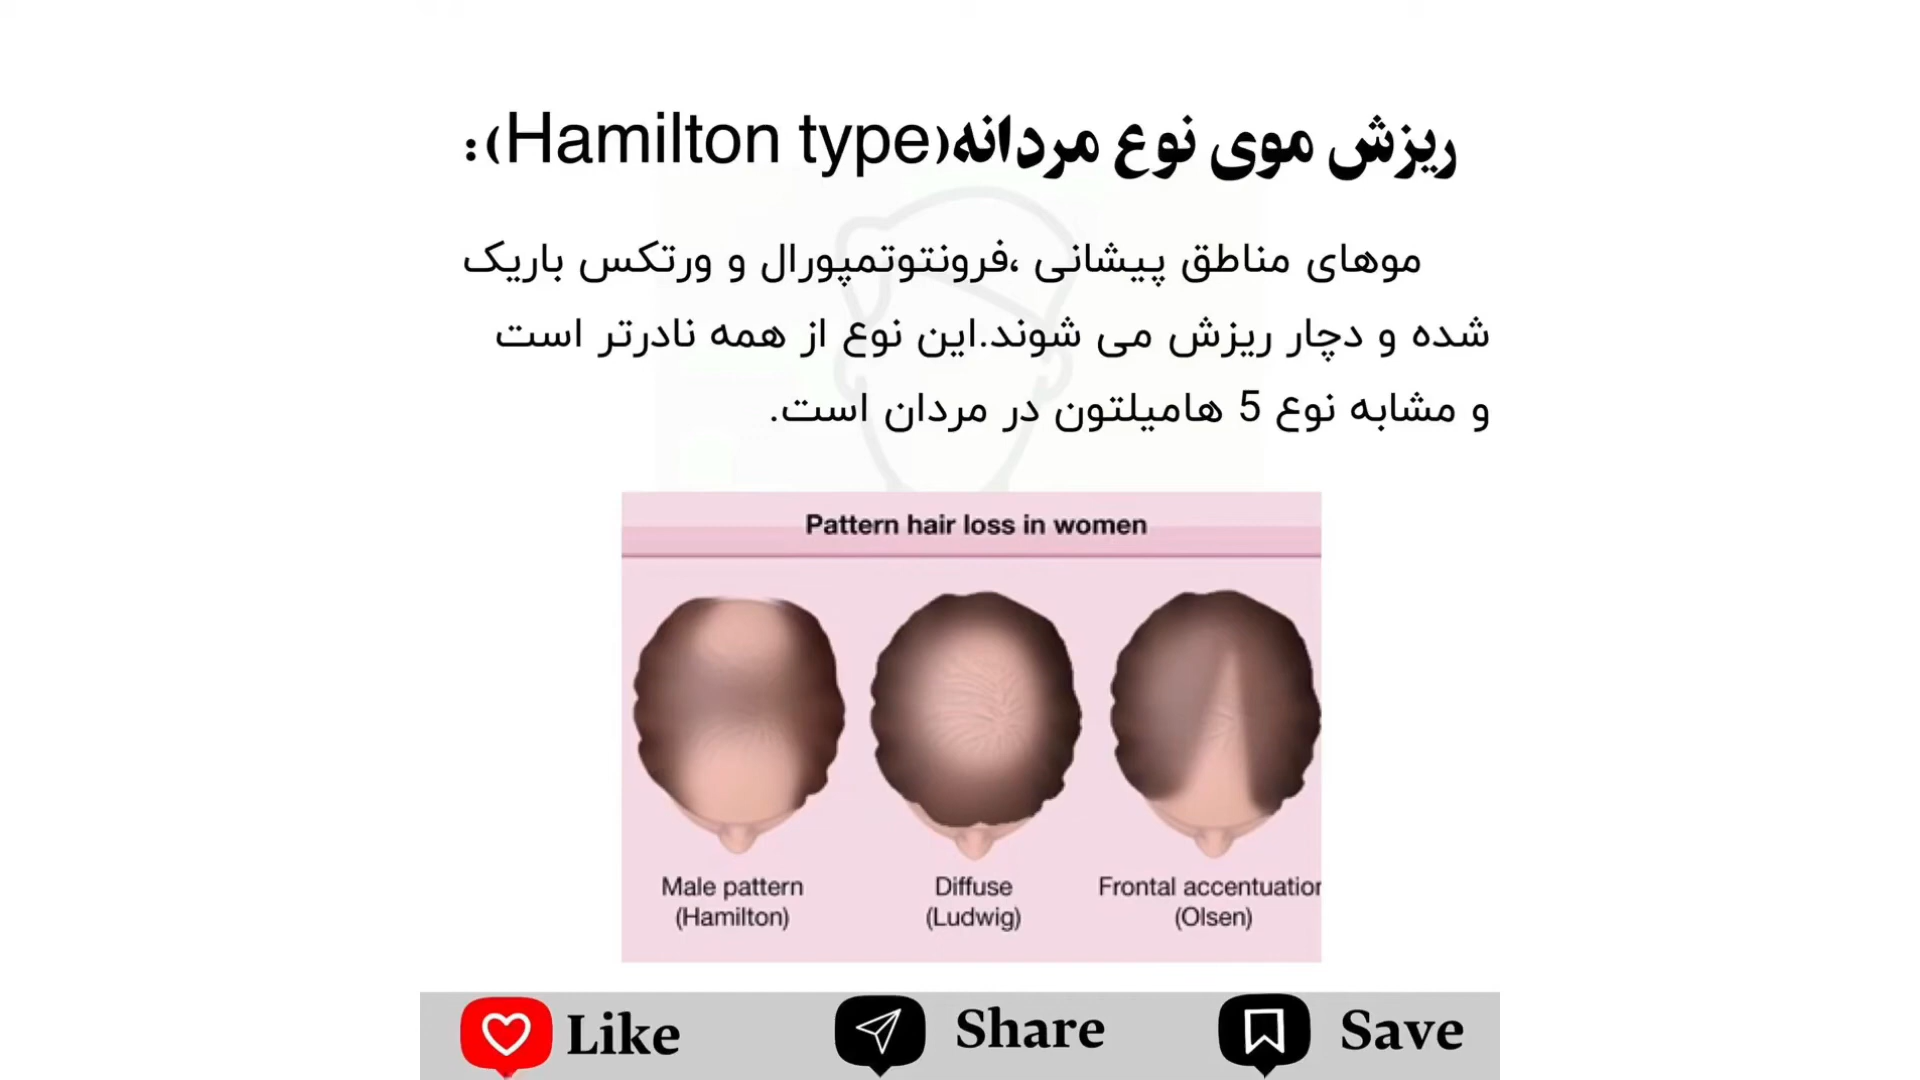 ریزش موی نوع مردانه(Hamilton type):
موهای مناطق پیشانی ،فرونتوتمپورال و ورتکس باریک
شده و دچار ریزش می شوند.این نوع از همه نادرتر است
و مشابه نوع 5 هامیلتون در مردان است.
Pattern hair loss in women
Male pattern
(Hamilton)
Diffuse
(Ludwig)
Frontal accentuation
(Olsen)
Like
Share
Save